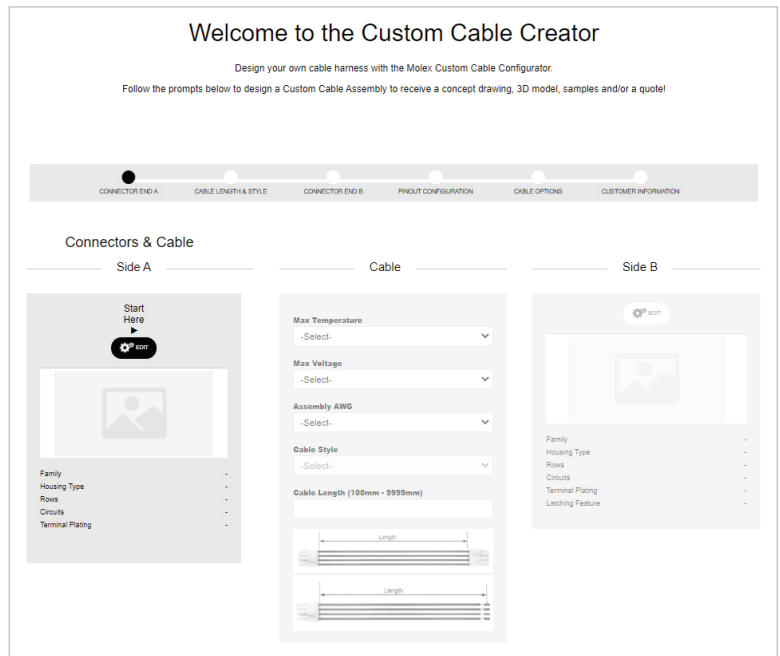 Welcome to the Custom Cable Creator
Design your own cable harness with the Molex Custom Cable Configurator.
Follow the prompts below to design a Custom Cable Assembly to receive a concept drawing, 3D model, samples and/or a quote!
CONNECTOR END A
CABLE LENGTH & STYLE
CONNECTOR END B
PINOUT CONFIGURATION
CABLE OPTIONS
CUSTOMER INFORMATION
Connectors & Cable
Side A
Start
Here
EDIT
Family -
Housing Type -
Rows -
Circuits -
Terminal Plating -
Cable
Max Temperature
-Select-
Max Voltage
-Select-
Assembly AWG
-Select-
Cable Style
-Select-
Cable Length (100mm - 9999mm)
Length
Length
Side B
EDIT
Family -
Housing Type -
Rows -
Circuits -
Terminal Plating -
Latching Feature -